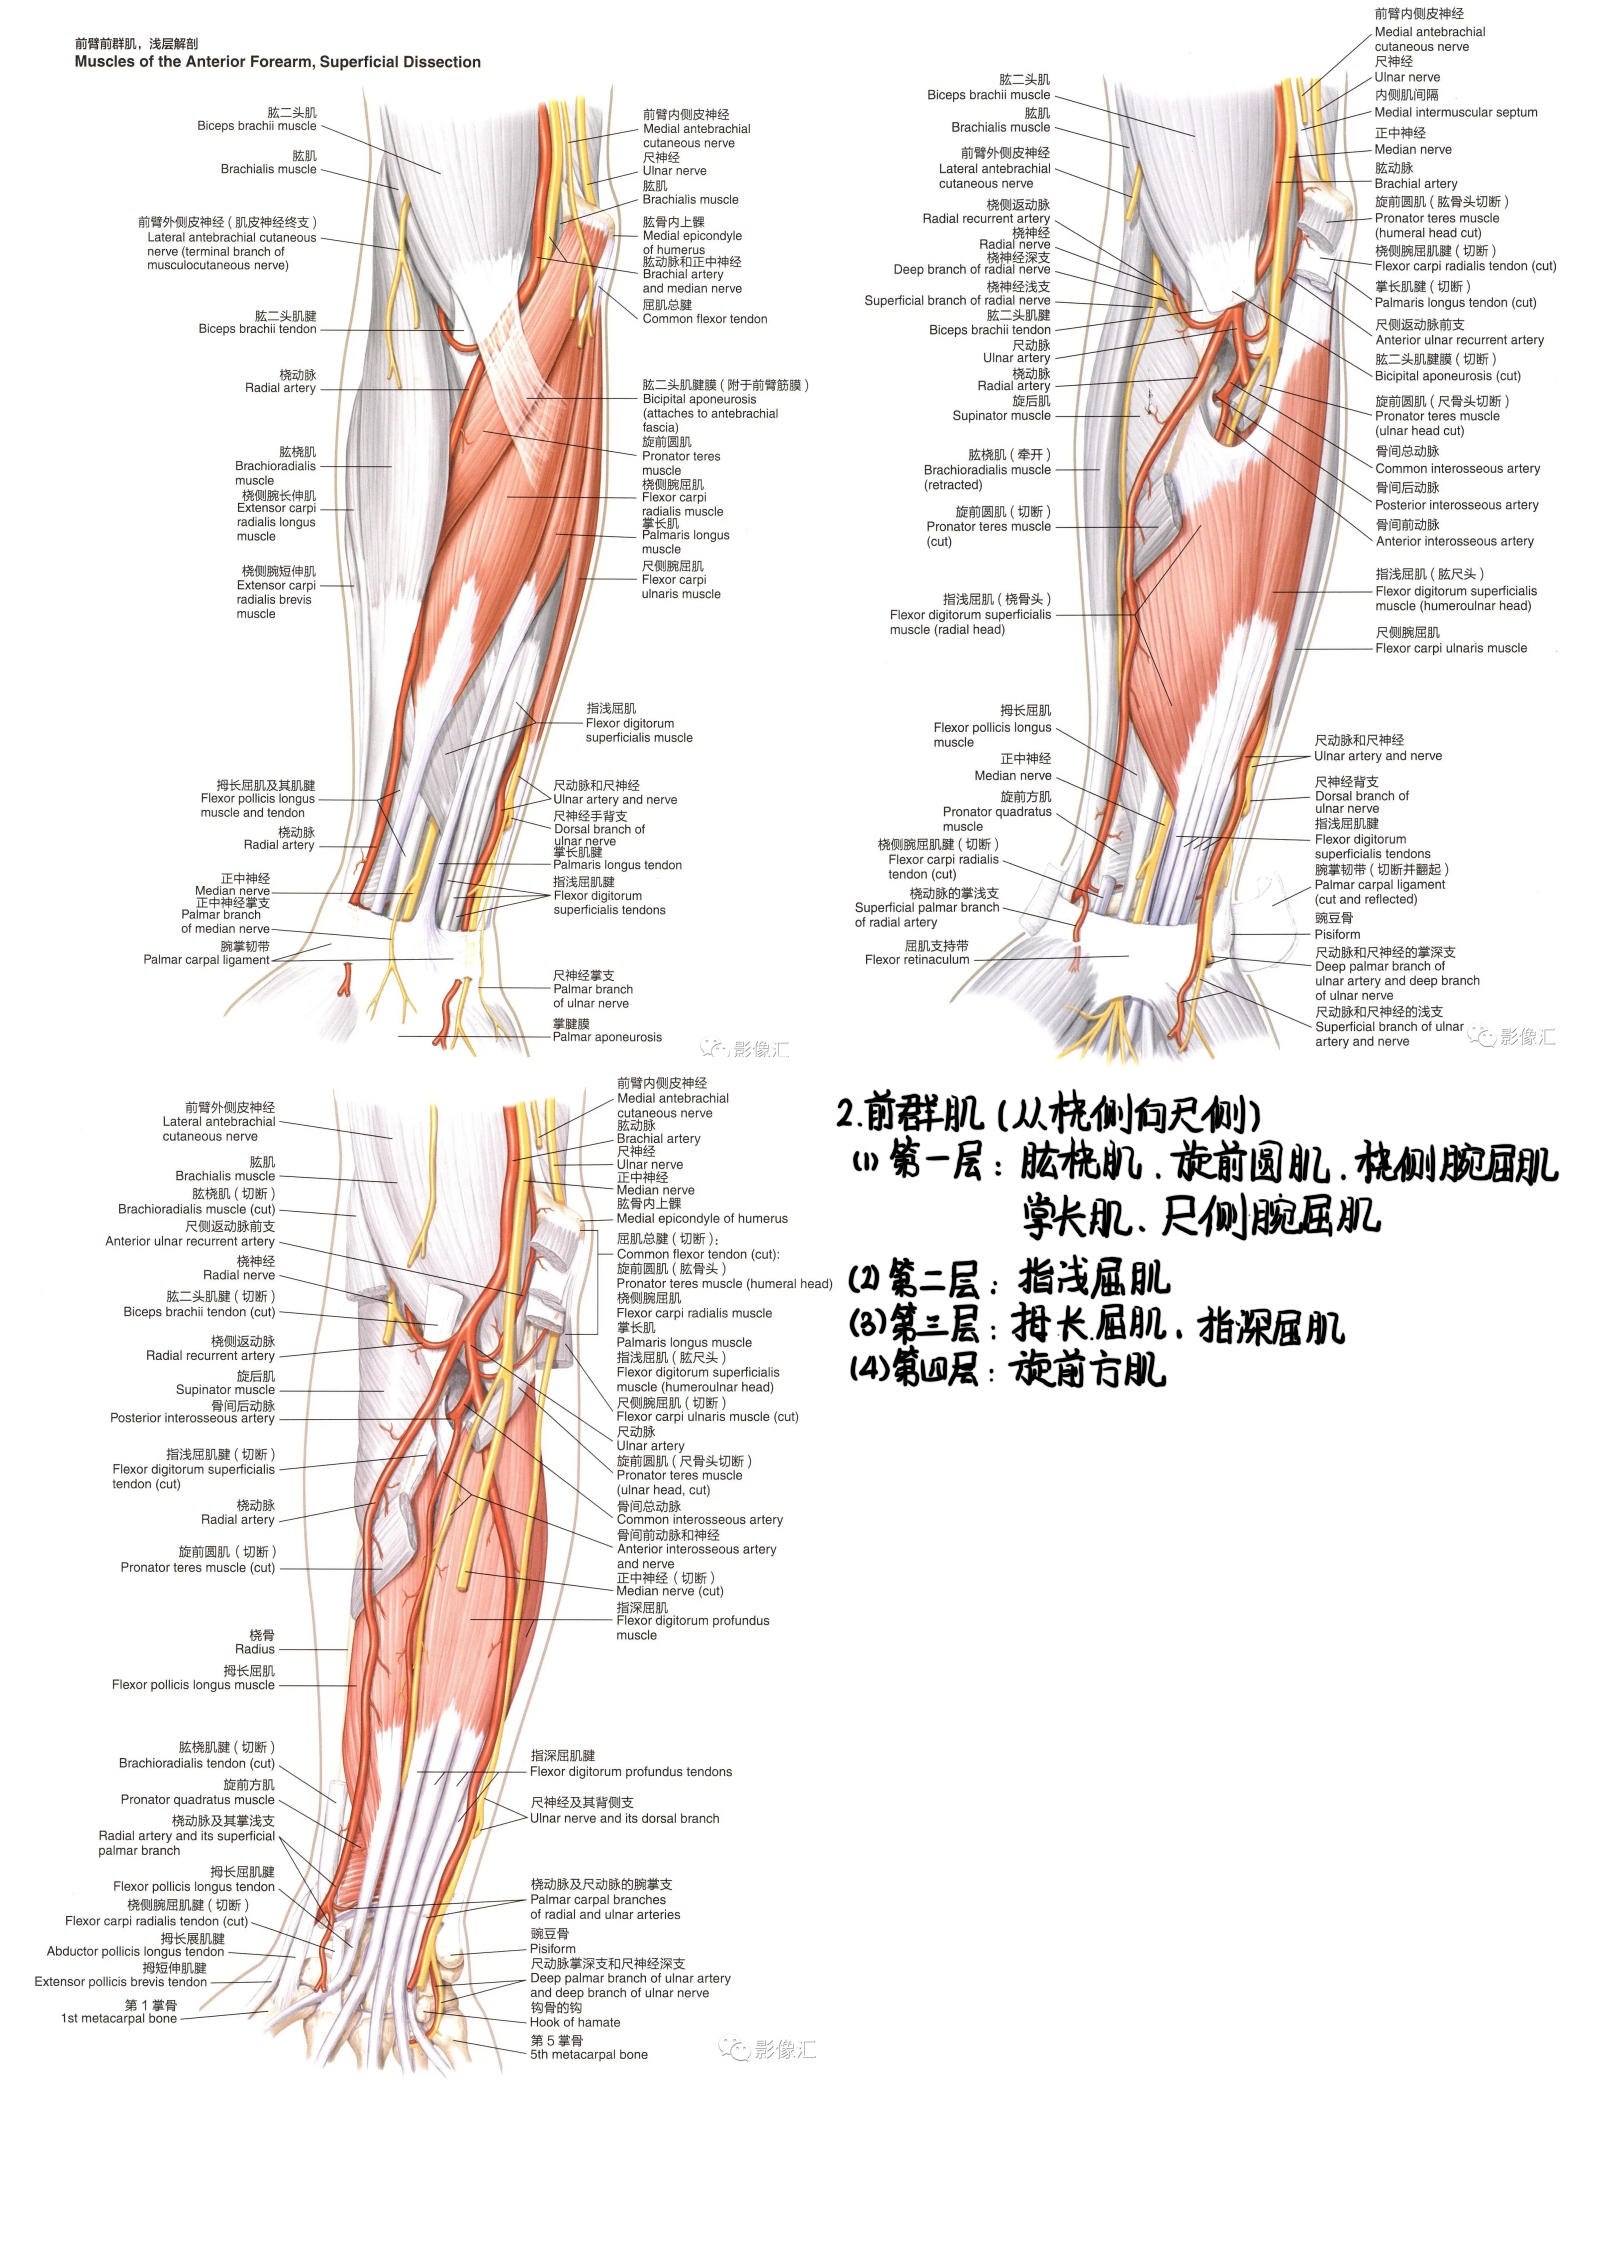 前臂前群肌，浅层解剖
Muscles of the Anterior Forearm, Superficial Dissection
肱二头肌
Biceps brachii muscle
肱肌
Brachialis muscle
前臂外侧皮神经（肌皮神经终支）
Lateral antebrachial cutaneous
nerve (terminal branch of
musculocutaneous nerve)
肱二头肌腱
Biceps brachii tendon
桡动脉
Radial artery
肱桡肌
Brachioradialis
muscle
桡侧腕长伸肌
Extensor carpi
radialis longus
muscle
桡侧腕短伸肌
Extensor carpi
radialis brevis
muscle
拇长屈肌及其肌腱
Flexor pollicis longus
muscle and tendon
桡动脉
Radial artery
正中神经
Median nerve
正中神经掌支
Palmar branch
of median nerve
腕掌韧带
Palmar carpal ligament
前臂内侧皮神经
Medial antebrachial
cutaneous nerve
尺神经
Ulnar nerve
肱肌
Brachialis muscle
肱骨内上髁
Medial epicondyle
of humerus
肱动脉和正中神经
Brachial artery
and median nerve
屈肌总腱
Common flexor tendon
肱二头肌腱膜（附于前臂筋膜）
Bicipital aponeurosis
(attaches to antebrachial
fascia)
旋前圆肌
Pronator teres
muscle
桡侧腕屈肌
Flexor carpi
radialis muscle
掌长肌
Palmaris longus
muscle
尺侧腕屈肌
Flexor carpi
ulnaris muscle
指浅屈肌
Flexor digitorum
superficialis muscle
尺动脉和尺神经
Ulnar artery and nerve
尺神经手背支
Dorsal branch of
ulnar nerve
掌长肌腱
Palmaris longus tendon
指浅屈肌腱
Flexor digitorum
superficialis tendons
尺神经掌支
Palmar branch
of ulnar nerve
掌腱膜
Palmar aponeurosis
影像汇
肱二头肌
Biceps brachii muscle
肱肌
Brachialis muscle
前臂外侧皮神经
Lateral antebrachial
cutaneous nerve
桡侧返动脉
Radial recurrent artery
桡神经
Radial nerve
桡神经深支
Deep branch of radial nerve
桡神经浅支
Superficial branch of radial nerve
肱二头肌腱
Biceps brachii tendon
尺动脉
Ulnar artery
桡动脉
Radial artery
旋后肌
Supinator muscle
肱桡肌（牵开）
Brachioradialis muscle
(retracted)
旋前圆肌（切断）
Pronator teres muscle
(cut)
指浅屈肌（桡骨头）
Flexor digitorum superficialis
muscle (radial head)
拇长屈肌
Flexor pollicis longus
muscle
正中神经
Median nerve
旋前方肌
Pronator quadratus
muscle
桡侧腕屈肌腱（切断）
Flexor carpi radialis
tendon (cut)
桡动脉的掌浅支
Superficial palmar branch
of radial artery
屈肌支持带
Flexor retinaculum
前臂内侧皮神经
Medial antebrachial
cutaneous nerve
尺神经
Ulnar nerve
内侧肌间隔
Medial intermuscular septum
正中神经
Median nerve
肱动脉
Brachial artery
旋前圆肌（肱骨头切断）
Pronator teres muscle
(humeral head cut)
桡侧腕屈肌腱（切断）
Flexor carpi radialis tendon (cut)
掌长肌腱（切断）
Palmaris longus tendon (cut)
尺侧返动脉前支
Anterior ulnar recurrent artery
肱二头肌腱膜（切断）
Bicipital aponeurosis (cut)
旋前圆肌（尺骨头切断）
Pronator teres muscle
(ulnar head cut)
骨间总动脉
Common interosseous artery
骨间后动脉
Posterior interosseous artery
骨间前动脉
Anterior interosseous artery
指浅屈肌（肱尺头）
Flexor digitorum superficialis
muscle (humeroulnar head)
尺侧腕屈肌
Flexor carpi ulnaris muscle
尺动脉和尺神经
Ulnar artery and nerve
尺神经背支
Dorsal branch of
ulnar nerve
指浅屈肌腱
Flexor digitorum
superficialis tendons
腕掌韧带（切断并翻起）
Palmar carpal ligament
(cut and reflected)
豌豆骨
Pisiform
尺动脉和尺神经的掌深支
Deep palmar branch of
ulnar artery and deep branch
of ulnar nerve
尺动脉和尺神经的浅支
Superficial branch of ulnar
artery and nerve
影像汇
前臂外侧皮神经
Lateral antebrachial
cutaneous nerve
肱肌
Brachialis muscle
肱桡肌（切断）
Brachioradialis muscle (cut)
尺侧返动脉前支
Anterior ulnar recurrent artery
桡神经
Radial nerve
肱二头肌腱（切断）
Biceps brachii tendon (cut)
桡侧返动脉
Radial recurrent artery
旋后肌
Supinator muscle
骨间后动脉
Posterior interosseous artery
指浅屈肌腱（切断）
Flexor digitorum superficialis
tendon (cut)
桡动脉
Radial artery
旋前圆肌（切断）
Pronator teres muscle (cut)
桡骨
Radius
拇长屈肌
Flexor pollicis longus muscle
肱桡肌腱（切断）
Brachioradialis tendon (cut)
旋前方肌
Pronator quadratus muscle
桡动脉及其掌浅支
Radial artery and its superficial
palmar branch
拇长屈肌腱
Flexor pollicis longus tendon
桡侧腕屈肌腱（切断）
Flexor carpi radialis tendon (cut)
拇长展肌腱
Abductor pollicis longus tendon
拇短伸肌腱
Extensor pollicis brevis tendon
第 1 掌骨
1st metacarpal bone
前臂内侧皮神经
Medial antebrachial
cutaneous nerve
肱动脉
Brachial artery
尺神经
Ulnar nerve
正中神经
Median nerve
肱骨内上髁
Medial epicondyle of humerus
屈肌总腱（切断）：
Common flexor tendon (cut):
旋前圆肌（肱骨头）
Pronator teres muscle (humeral head)
桡侧腕屈肌
Flexor carpi radialis muscle
掌长肌
Palmaris longus muscle
指浅屈肌（肱尺头）
Flexor digitorum superficialis
muscle (humeroulnar head)
尺侧腕屈肌（切断）
Flexor carpi ulnaris muscle (cut)
尺动脉
Ulnar artery
旋前圆肌（尺骨头切断）
Pronator teres muscle
(ulnar head, cut)
骨间总动脉
Common interosseous artery
骨间前动脉和神经
Anterior interosseous artery
and nerve
正中神经（切断）
Median nerve (cut)
指深屈肌
Flexor digitorum profundus
muscle
指深屈肌腱
Flexor digitorum profundus tendons
尺神经及其背侧支
Ulnar nerve and its dorsal branch
桡动脉及尺动脉的腕掌支
Palmar carpal branches
of radial and ulnar arteries
豌豆骨
Pisiform
尺动脉掌深支和尺神经深支
Deep palmar branch of ulnar artery
and deep branch of ulnar nerve
钩骨的钩
Hook of hamate
第 5 掌骨
5th metacarpal bone
影像汇
2.前群肌（从桡侧向尺侧）
(1) 第一层：肱桡肌、旋前圆肌、桡侧腕屈肌
掌长肌、尺侧腕屈肌
(2) 第二层：指浅屈肌
(3) 第三层：拇长屈肌、指深屈肌
(4) 第四层：旋前方肌